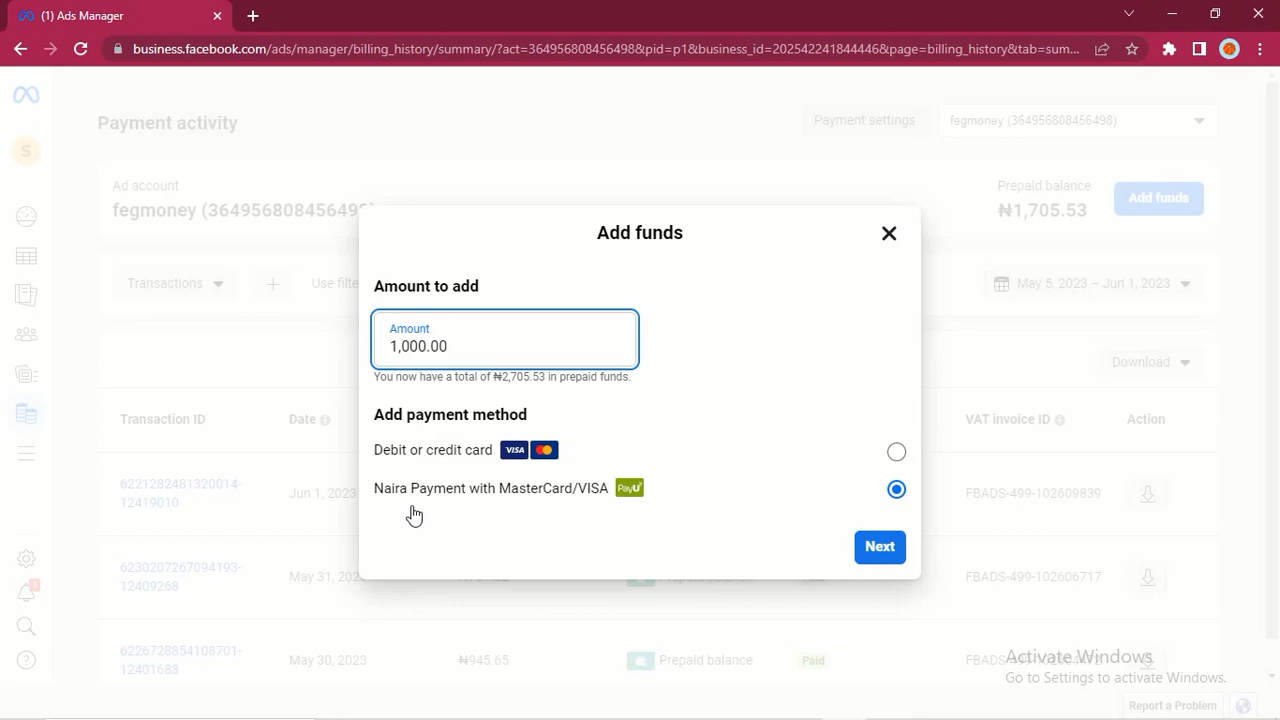 (1) Ads Manager
business.facebook.com/ads/manager/billing_history/summary/?act=364956808456498&pid=p1&business_id=202542241844446&page=billing_history&tab=sum...
Payment activity
Payment settings
fegmoney (364956808456498)
S
Ad account
fegmoney (364956808456498)
Prepaid balance
₦1,705.53
Add funds
Transactions
Use filte
May 5, 2023 – Jun 1, 2023
Download
Add funds
Amount to add
Amount
1,000.00
You now have a total of ₦2,705.53 in prepaid funds.
Add payment method
Debit or credit card VISA
Naira Payment with MasterCard/VISA PayU
Next
Transaction ID
Date
VAT invoice ID
Action
6221282481320014-
12419010
Jun 1, 2023
FBADS-499-102609839
6230207267094193-
12409268
May 31, 202
Prepaid balance
Paid
FBADS-499-102606717
6226728854108701-
12401683
May 30, 2023
₦945.65
Prepaid balance
Paid
1
Activate Windows
Go to Settings to activate Windows.
Report a Problem